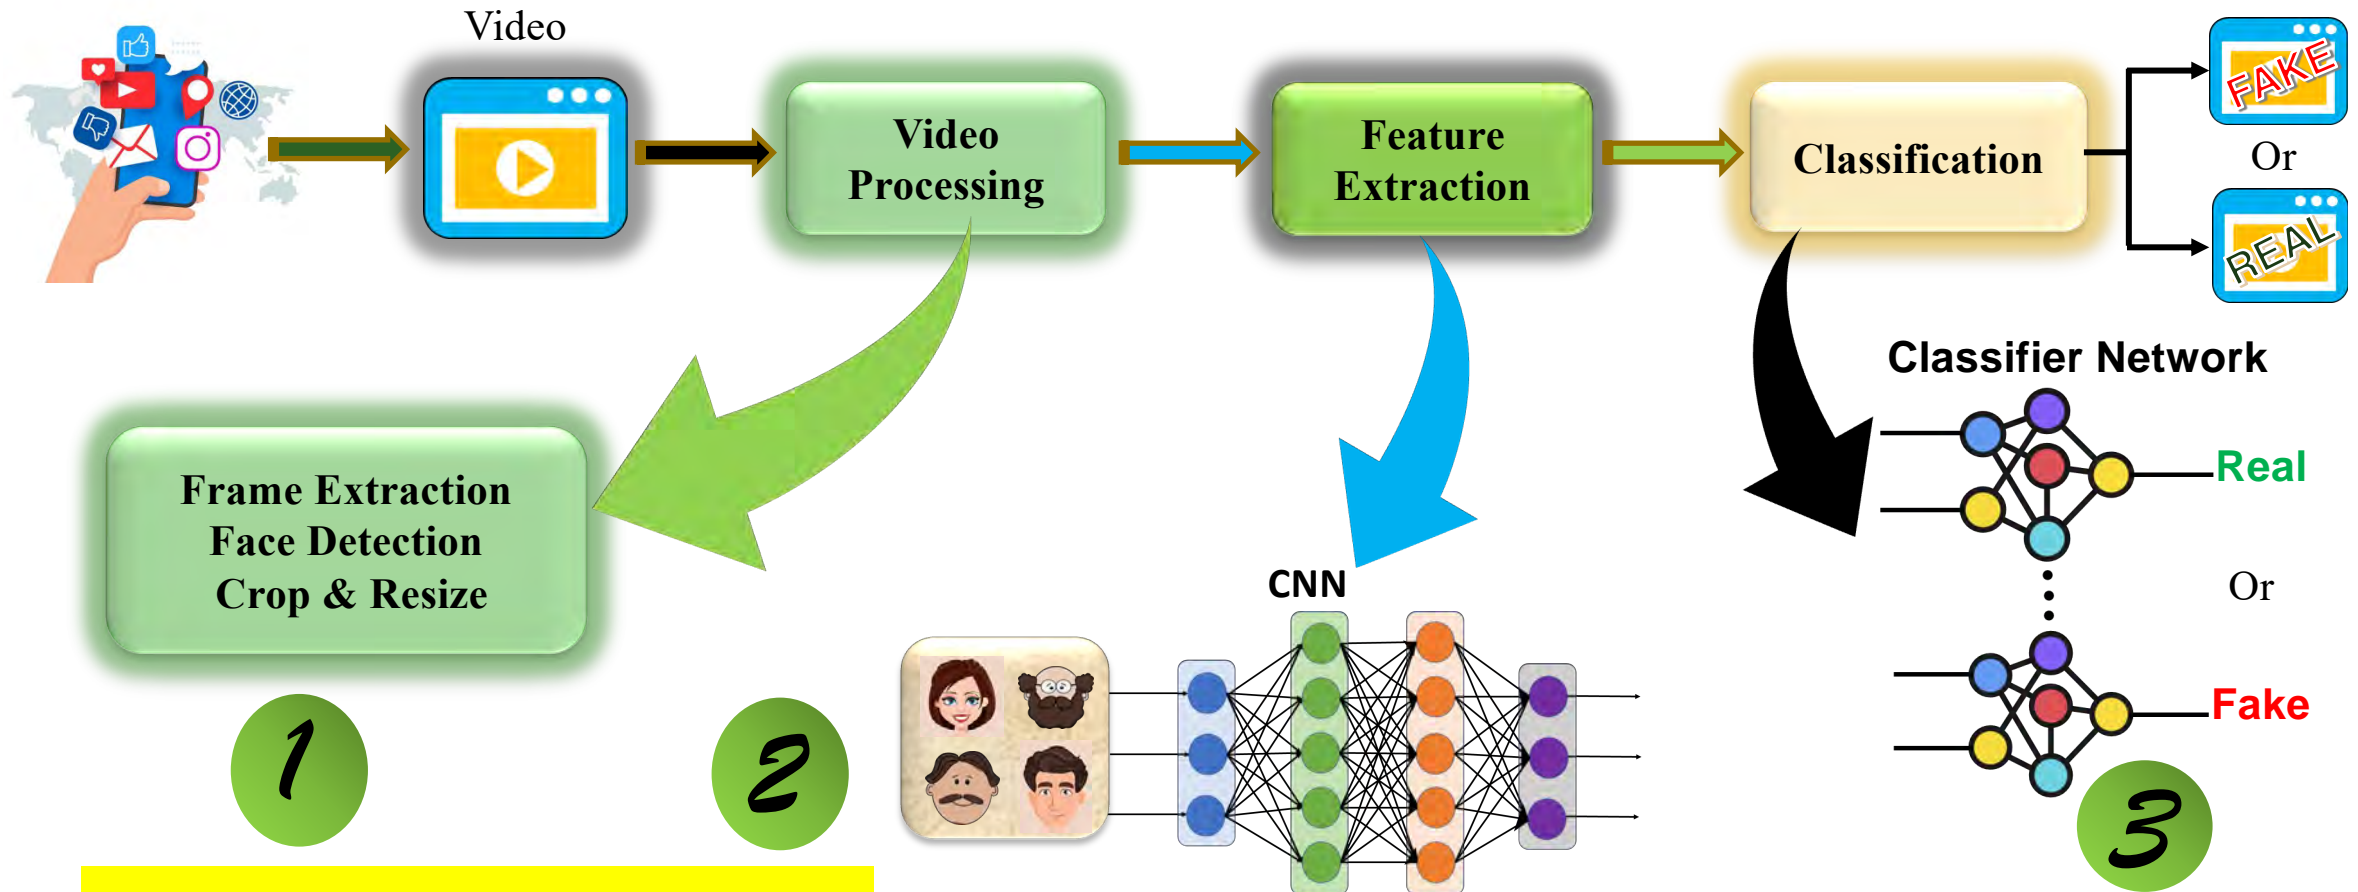 Video
Video
Processing
Feature
Extraction
Classification
FAKE
Or
REAL
Classifier Network
Real
Or
Fake
Frame Extraction
Face Detection
Crop & Resize
CNN
1
2
3